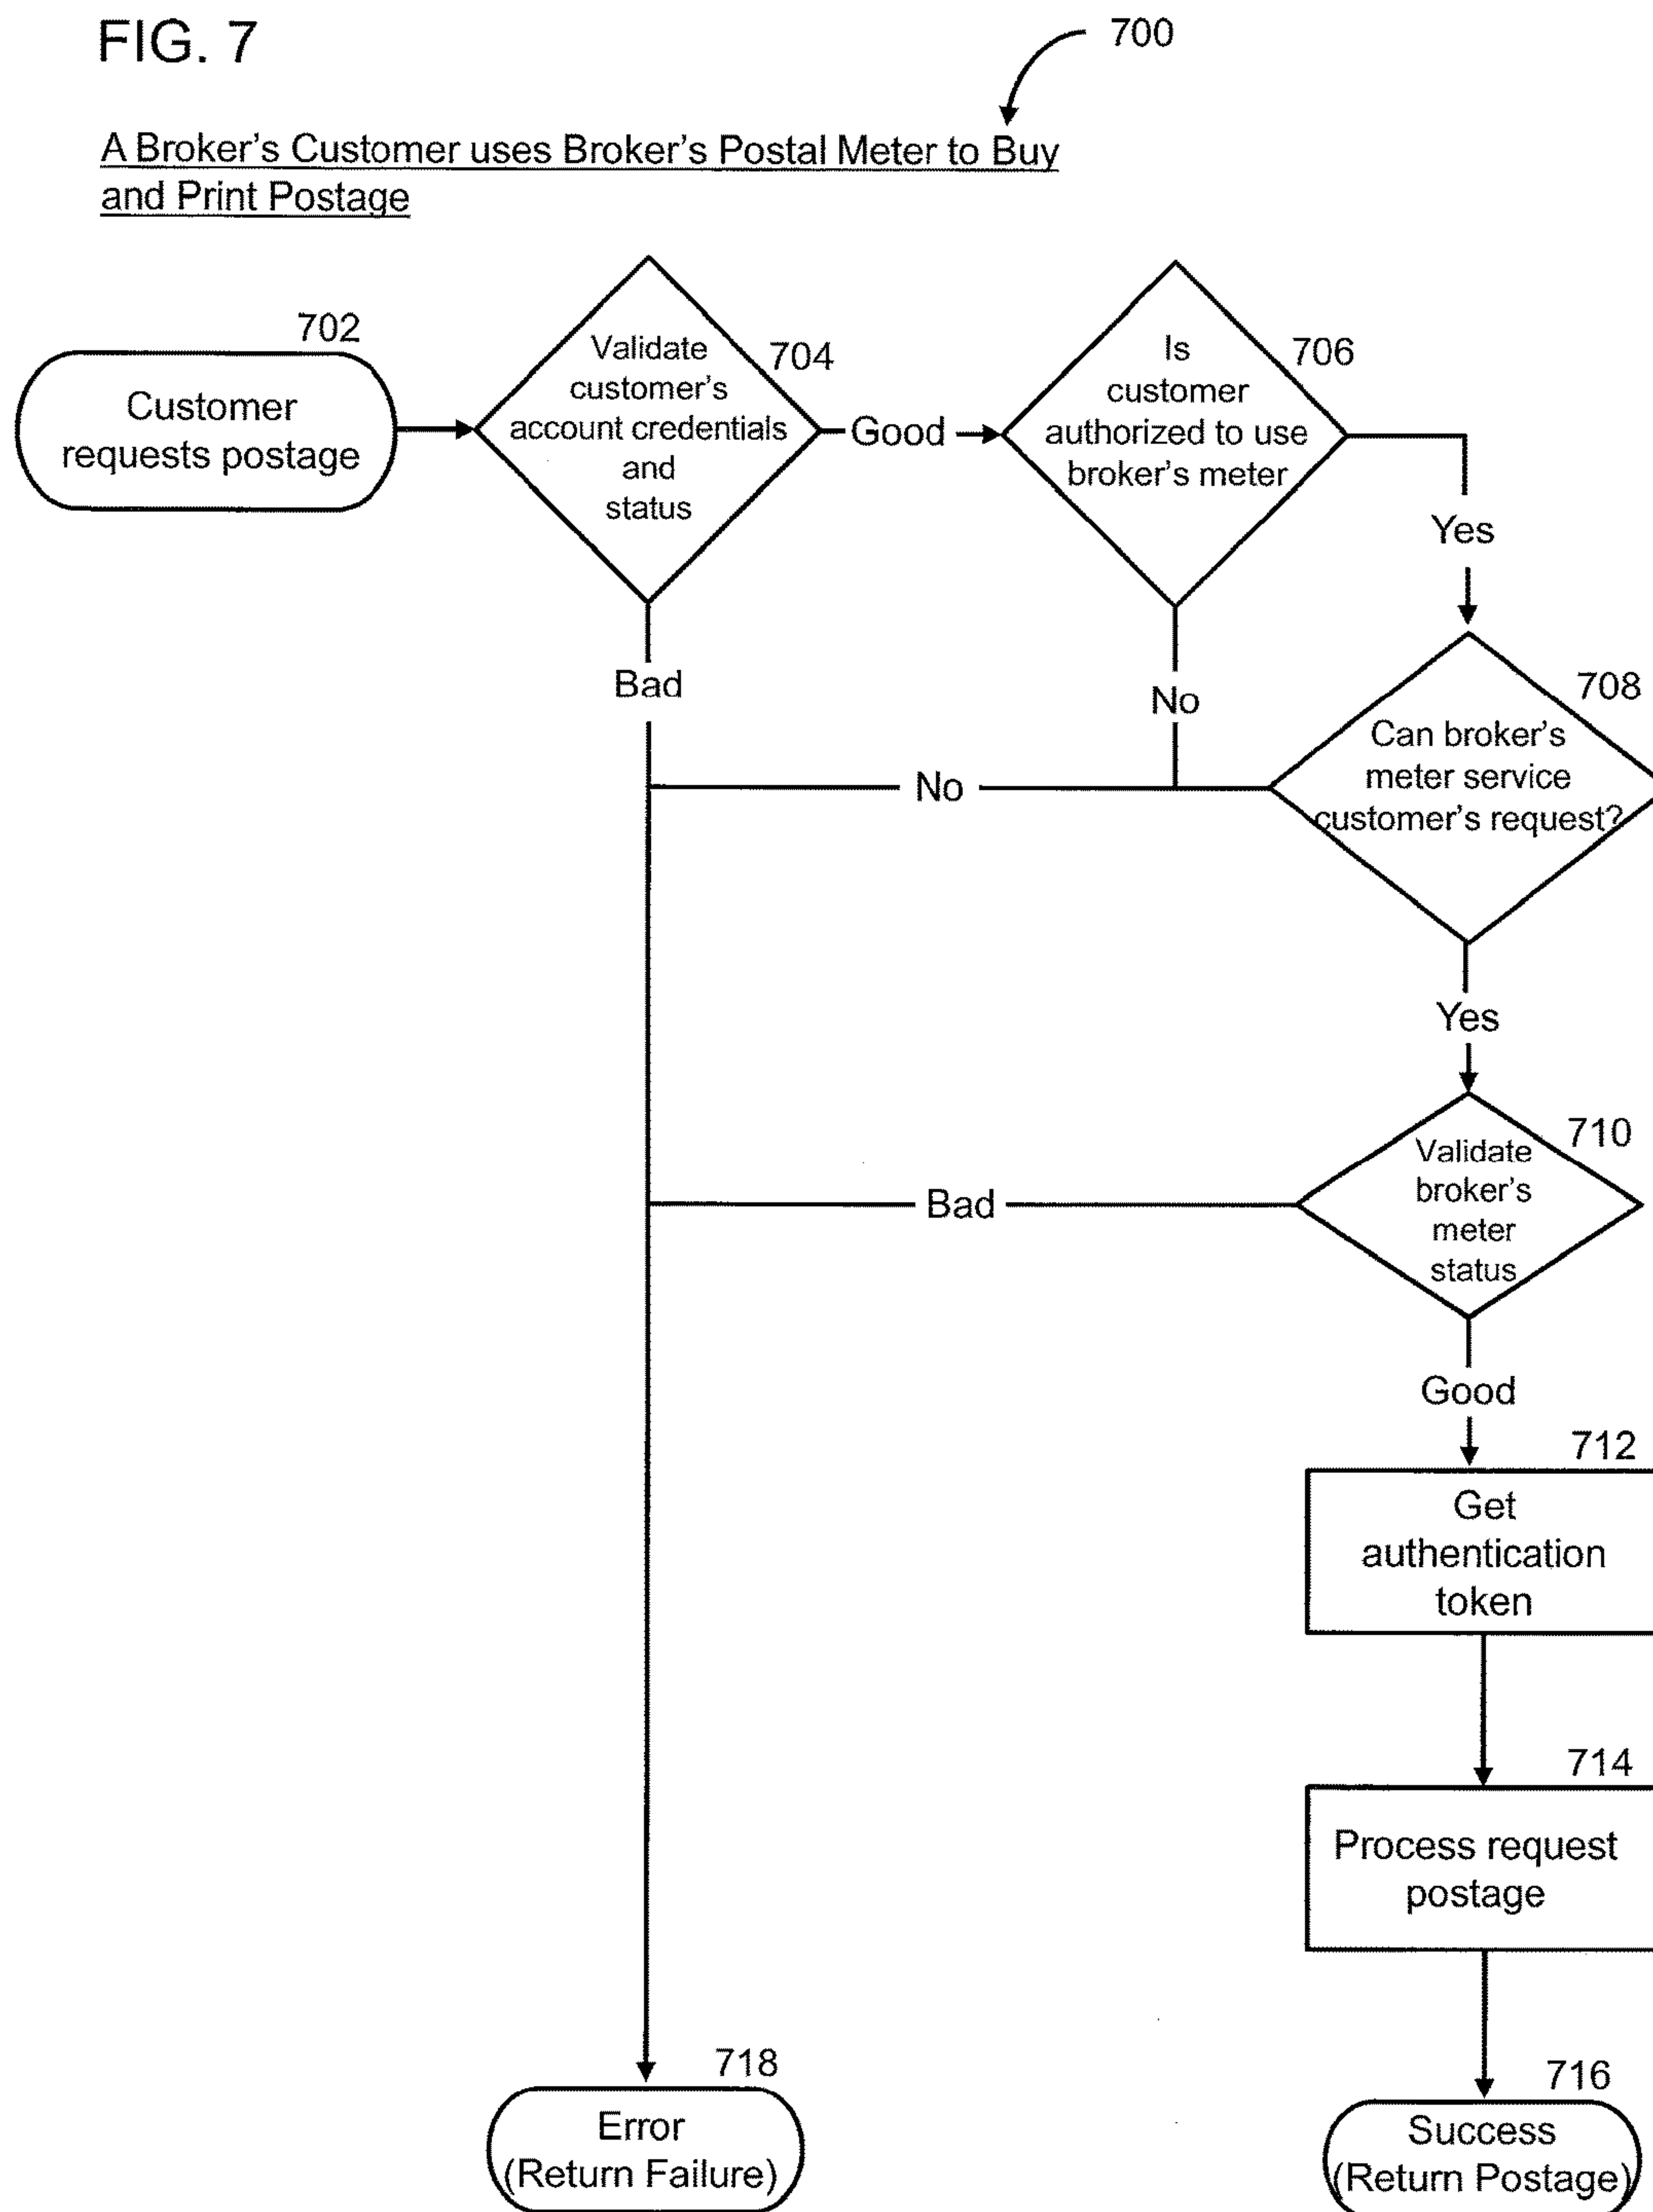 FIG. 7
700
A Broker's Customer uses Broker's Postal Meter to Buy
and Print Postage
702
Customer
requests postage
704
Validate
customer's
account credentials
and
status
Good
706
Is
customer
authorized to use
broker's meter
Yes
Bad
No
708
Can broker's
meter service
customer's request?
No
Yes
710
Validate
broker's
meter
status
Bad
Good
712
Get
authentication
token
714
Process request
postage
718
Error
(Return Failure)
716
Success
(Return Postage)